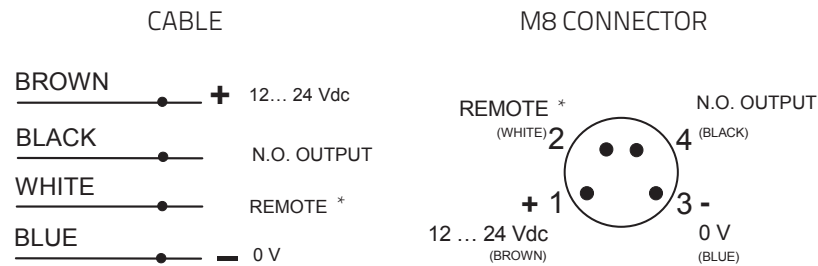 CABLE
BROWN
+ 12... 24 Vdc
BLACK
N.O. OUTPUT
WHITE
REMOTE *
BLUE
- 0 V
M8 CONNECTOR
REMOTE *
(WHITE) 2
N.O. OUTPUT
4 (BLACK)
+ 1
3 -
12 ... 24 Vdc
(BROWN)
0 V
(BLUE)